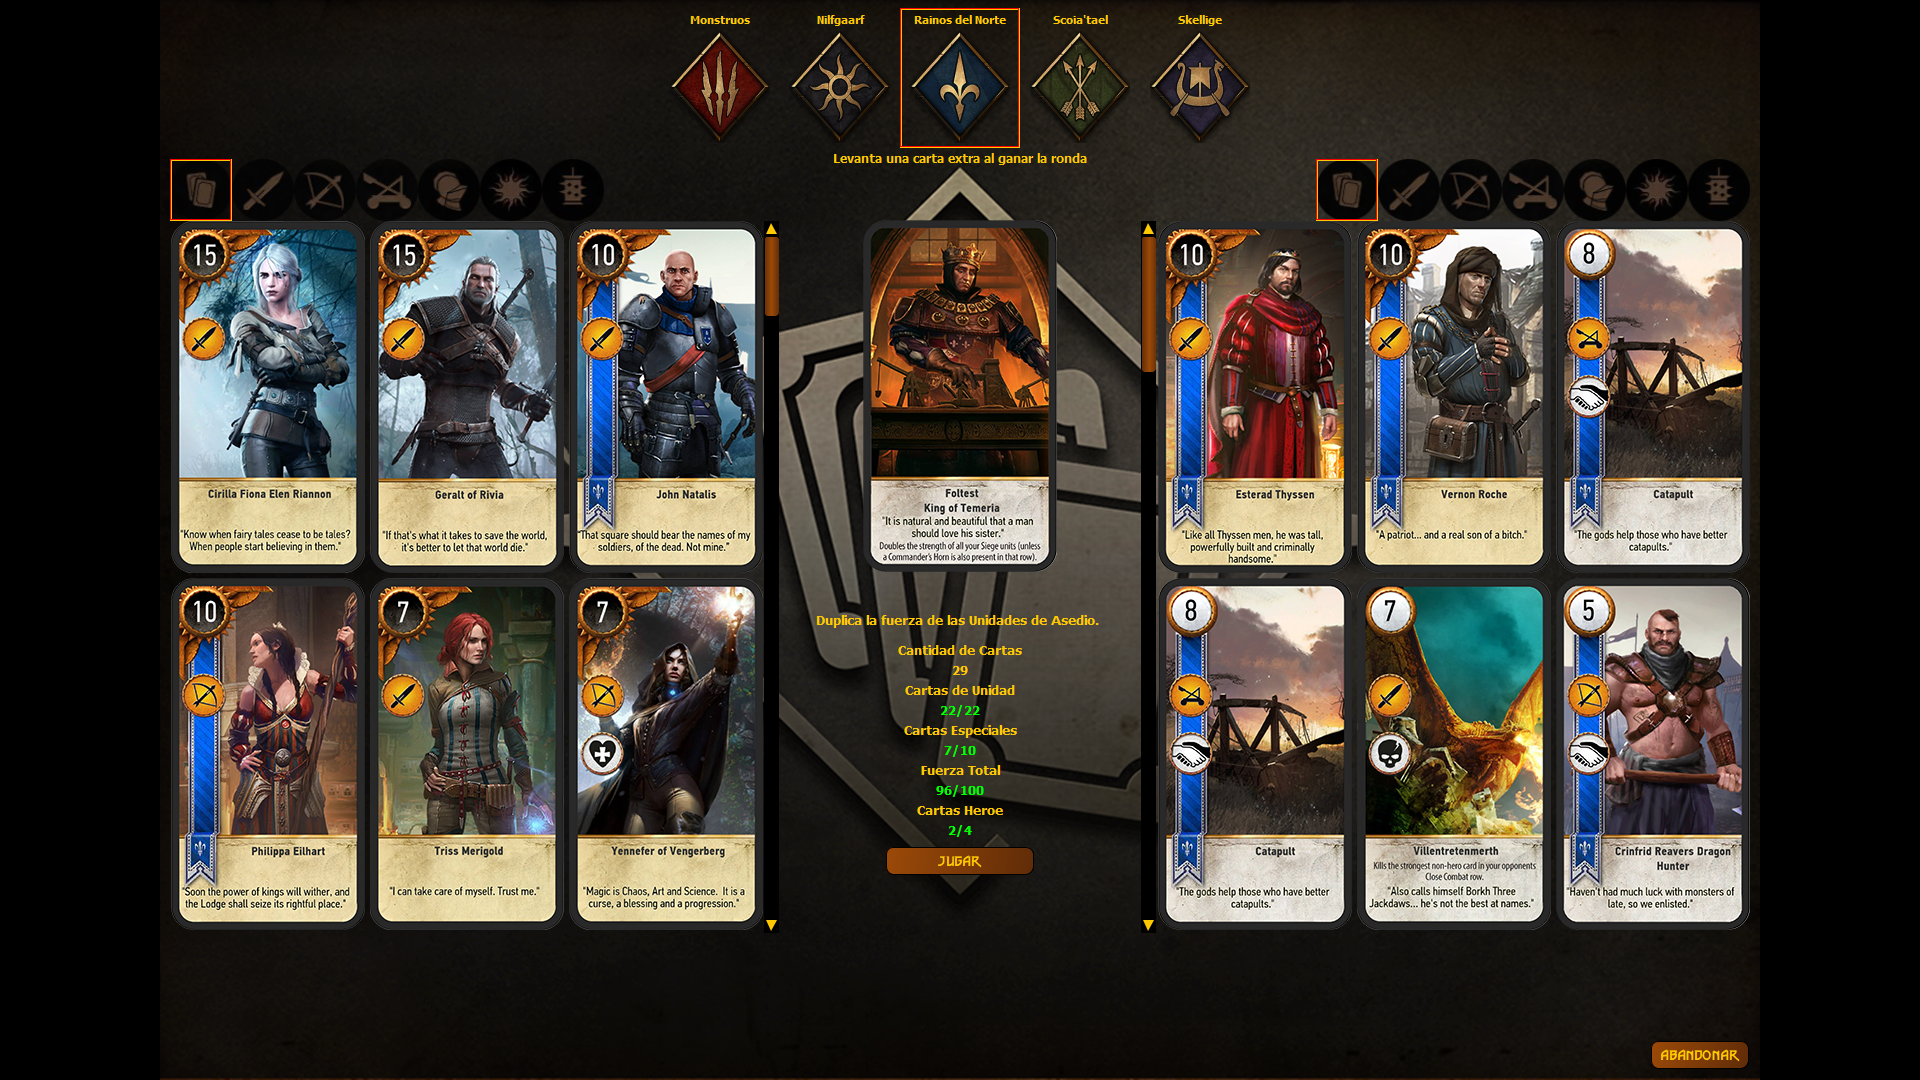 Monstruos
Nilfgaarf
Rainos del Norte
Scoia'tael
Skellige
Levanta una carta extra al ganar la ronda
15
Cirilla Fiona Elen Riannon
"Know when fairy tales cease to be tales?
When people start believing in them."
15
Geralt of Rivia
"If that's what it takes to save the world,
it's better to let that world die."
10
John Natalis
"That square should bear the names of my
soldiers, of the dead. Not mine."
10
Philippa Eilhart
"Soon the power of kings will wither, and
the Lodge shall seize its rightful place."
7
Triss Merigold
"I can take care of myself. Trust me."
7
Yennefer of Vengerberg
"Magic is Chaos, Art and Science. It is a
curse, a blessing and a progression."
Foltest
King of Temeria
"It is natural and beautiful that a man
should love his sister."
Doubles the strength of all your Siege units (unless
a Commander's Horn is also present in that row).
Duplica la fuerza de las Unidades de Asedio.
Cantidad de Cartas
29
Cartas de Unidad
22/22
Cartas Especiales
7/10
Fuerza Total
96/100
Cartas Heroe
2/4
JUGAR
10
Esterad Thyssen
"Like all Thyssen men, he was tall,
powerfully built and criminally
handsome."
10
Vernon Roche
"A patriot... and a real son of a bitch."
8
Catapult
"The gods help those who have better
catapults."
8
Catapult
"The gods help those who have better
catapults."
7
Villentretenmerth
Kills the strongest non-hero card in your opponents
Close Combat row.
"Also calls himself Borkh Three
Jackdaws... he's not the best at names."
5
Crinfrid Reavers Dragon
Hunter
"Haven't had much luck with monsters of
late, so we enlisted."
ABANDONAR